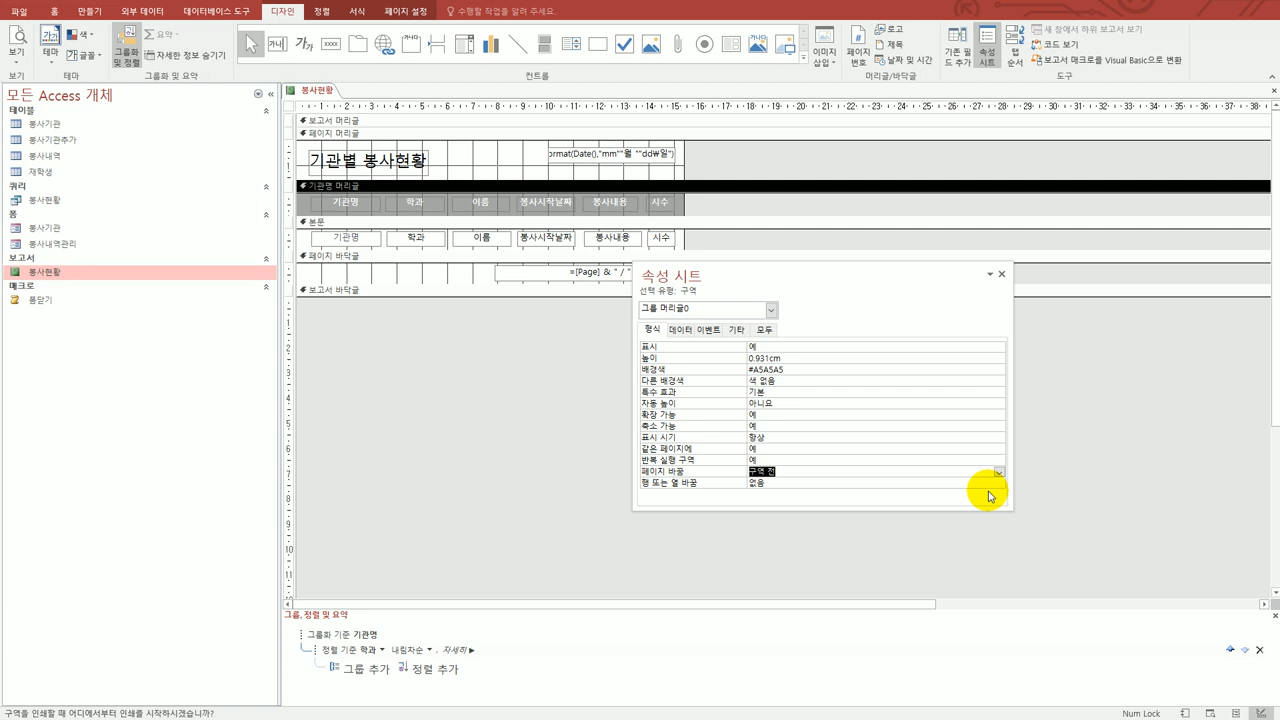 파일 홈 만들기 외부 데이터 데이터베이스 도구 디자인 정렬 서식 페이지 설정 수행할 작업을 알려 주세요.
보기 가가 테마 색 글꼴 그룹화 및 정렬 요약 자세한 정보 숨기기 가나 가가 xxxx 이미지 삽입 페이지 번호 로고 제목 날짜 및 시간 기존 필드 추가 속성 시트 탭 순서 새 창에서 하위 보고서 보기 코드 보기 보고서 매크로를 Visual Basic으로 변환
보기 테마 그룹화 및 요약 컨트롤 머리글/바닥글 도구
모든 Access 개체
테이블
봉사기관
봉사기관추가
봉사내역
재학생
쿼리
봉사현황
폼
봉사기관
봉사내역관리
보고서
봉사현황
매크로
폼닫기
봉사현황
보고서 머리글
페이지 머리글
기관별 봉사현황 ormat(Date(),"mm""월 ""dd₩일")
기관명 머리글
기관명 학과 이름 봉사시작날짜 봉사내용 시수
본문
기관명 학과 이름 봉사시작날짜 봉사내용 시수
페이지 바닥글
=[Page] & " / "
보고서 바닥글
속성 시트
선택 유형: 구역
그룹 머리글0
형식 데이터 이벤트 기타 모두
표시 예
높이 0.931cm
배경색 #A5A5A5
다른 배경색 색 없음
특수 효과 기본
자동 높이 아니요
확장 가능 예
축소 가능 예
표시 시기 항상
같은 페이지에 예
반복 실행 구역 예
페이지 바꿈 구역 전
행 또는 열 바꿈 없음
그룹, 정렬 및 요약
그룹화 기준 기관명
정렬 기준 학과 내림차순 , 자세히
그룹 추가 정렬 추가
구역을 인쇄할 때 어디에서부터 인쇄를 시작하시겠습니까? Num Lock